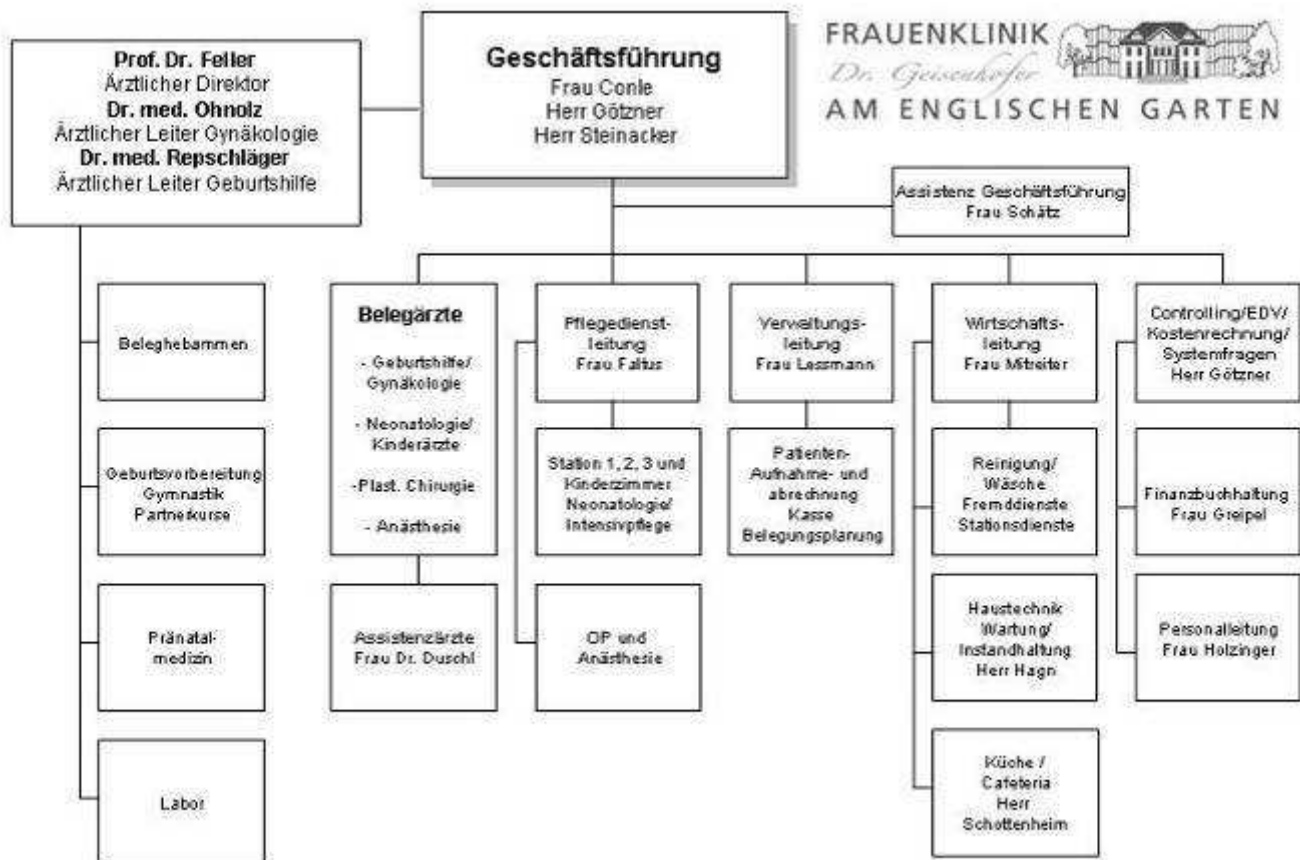 Prof. Dr. Feller
Ärztlicher Direktor
Dr. med. Ohnolz
Ärztlicher Leiter Gynäkologie
Dr. med. Repschläger
Ärztlicher Leiter Geburtshilfe
Geschäftsführung
Frau Conle
Herr Götzner
Herr Steinacker
FRAUENKLINIK
Dr. Geisenhofer
AM ENGLISCHEN GARTEN
Assistenz Geschäftsführung
Frau Schätz
Beleghebammen
Geburtsvorbereitung
Gymnastik
Partnerkurse
Pränatal-
medizin
Labor
Belegärzte
- Geburtshilfe/
Gynäkologie
- Neonatologie/
Kinderärzte
-Plast. Chirurgie
- Anästhesie
Assistenzärzte
Frau Dr. Duschl
Pflegedienst-
leitung
Frau Faltus
Station 1, 2, 3 und
Kinderzimmer
Neonatologie/
Intensivpflege
OP und
Anästhesie
Verwaltungs-
leitung
Frau Lessmann
Patienten-
Aufnahme- und
abrechnung
Kasse
Belegungsplanung
Wirtschafts-
leitung
Frau Mitreiter
Reinigung/
Wäsche
Fremddienste
Stationsdienste
Haustechnik
Wartung/
Instandhaltung
Herr Hagn
Küche /
Cafeteria
Herr
Schottenheim
Controlling/EDV/
Kostenrechnung/
Systemfragen
Herr Götzner
Finanzbuchhaltung
Frau Greipel
Personalleitung
Frau Holzinger